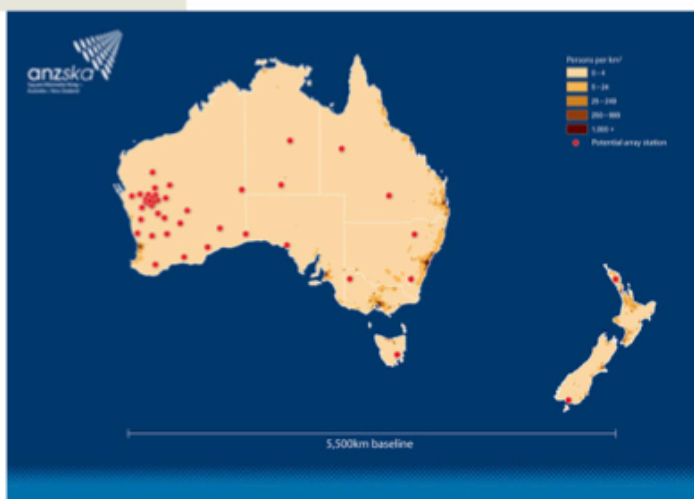 anzska
Persons per km²
0 – 4
5 – 24
25 – 249
250 – 999
1,000 +
Potential array station
5,500km baseline